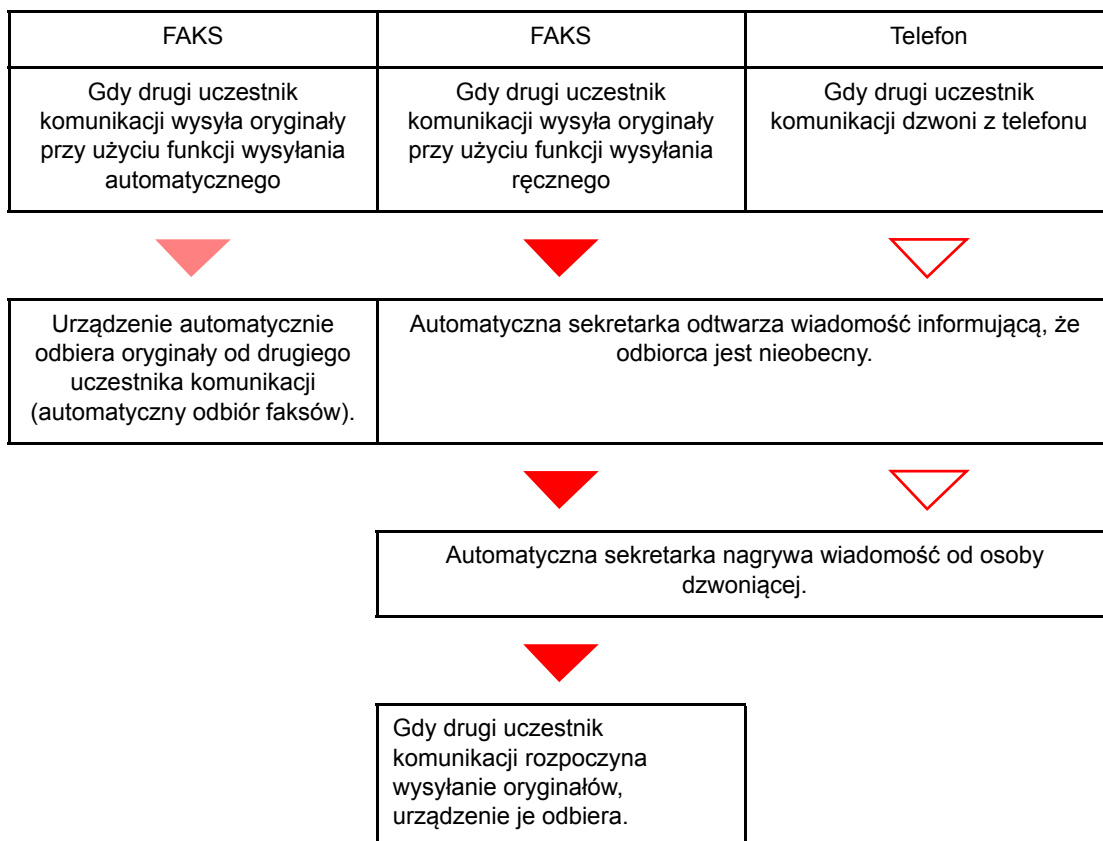 FAKS
FAKS
Telefon
Gdy drugi uczestnik
komunikacji wysyła oryginały
przy użyciu funkcji wysyłania
automatycznego
Gdy drugi uczestnik
komunikacji wysyła oryginały
przy użyciu funkcji wysyłania
ręcznego
Gdy drugi uczestnik
komunikacji dzwoni z telefonu
Urządzenie automatycznie
odbiera oryginały od drugiego
uczestnika komunikacji
(automatyczny odbiór faksów).
Automatyczna sekretarka odtwarza wiadomość informującą, że
odbiorca jest nieobecny.
Automatyczna sekretarka nagrywa wiadomość od osoby
dzwoniącej.
Gdy drugi uczestnik
komunikacji rozpoczyna
wysyłanie oryginałów,
urządzenie je odbiera.